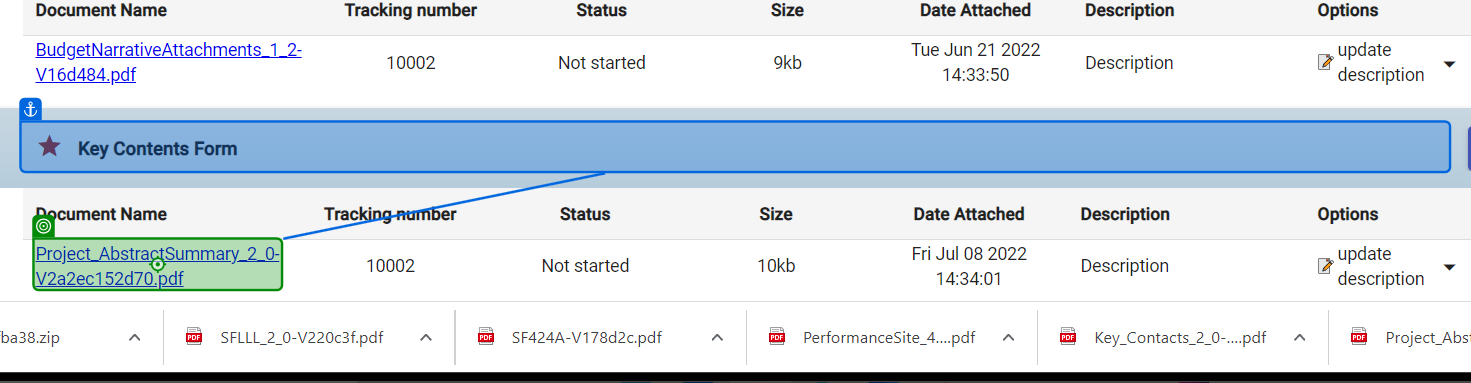 Document Name Tracking number Status Size Date Attached Description Options
BudgetNarrativeAttachments_1_2-
V16d484.pdf
10002 Not started 9kb
Tue Jun 21 2022
14:33:50
Description
update
description
Key Contents Form
Document Name Tracking number Status Size Date Attached Description Options
Project_AbstractSummary_2_0-
V2a2ec152d70.pdf
10002 Not started 10kb
Fri Jul 08 2022
14:34:01
Description
update
description
ba38.zip SFLLL_2_0-V220c3f.pdf SF424A-V178d2c.pdf PerformanceSite_4....pdf Key_Contacts_2_0-....pdf Project_Abst